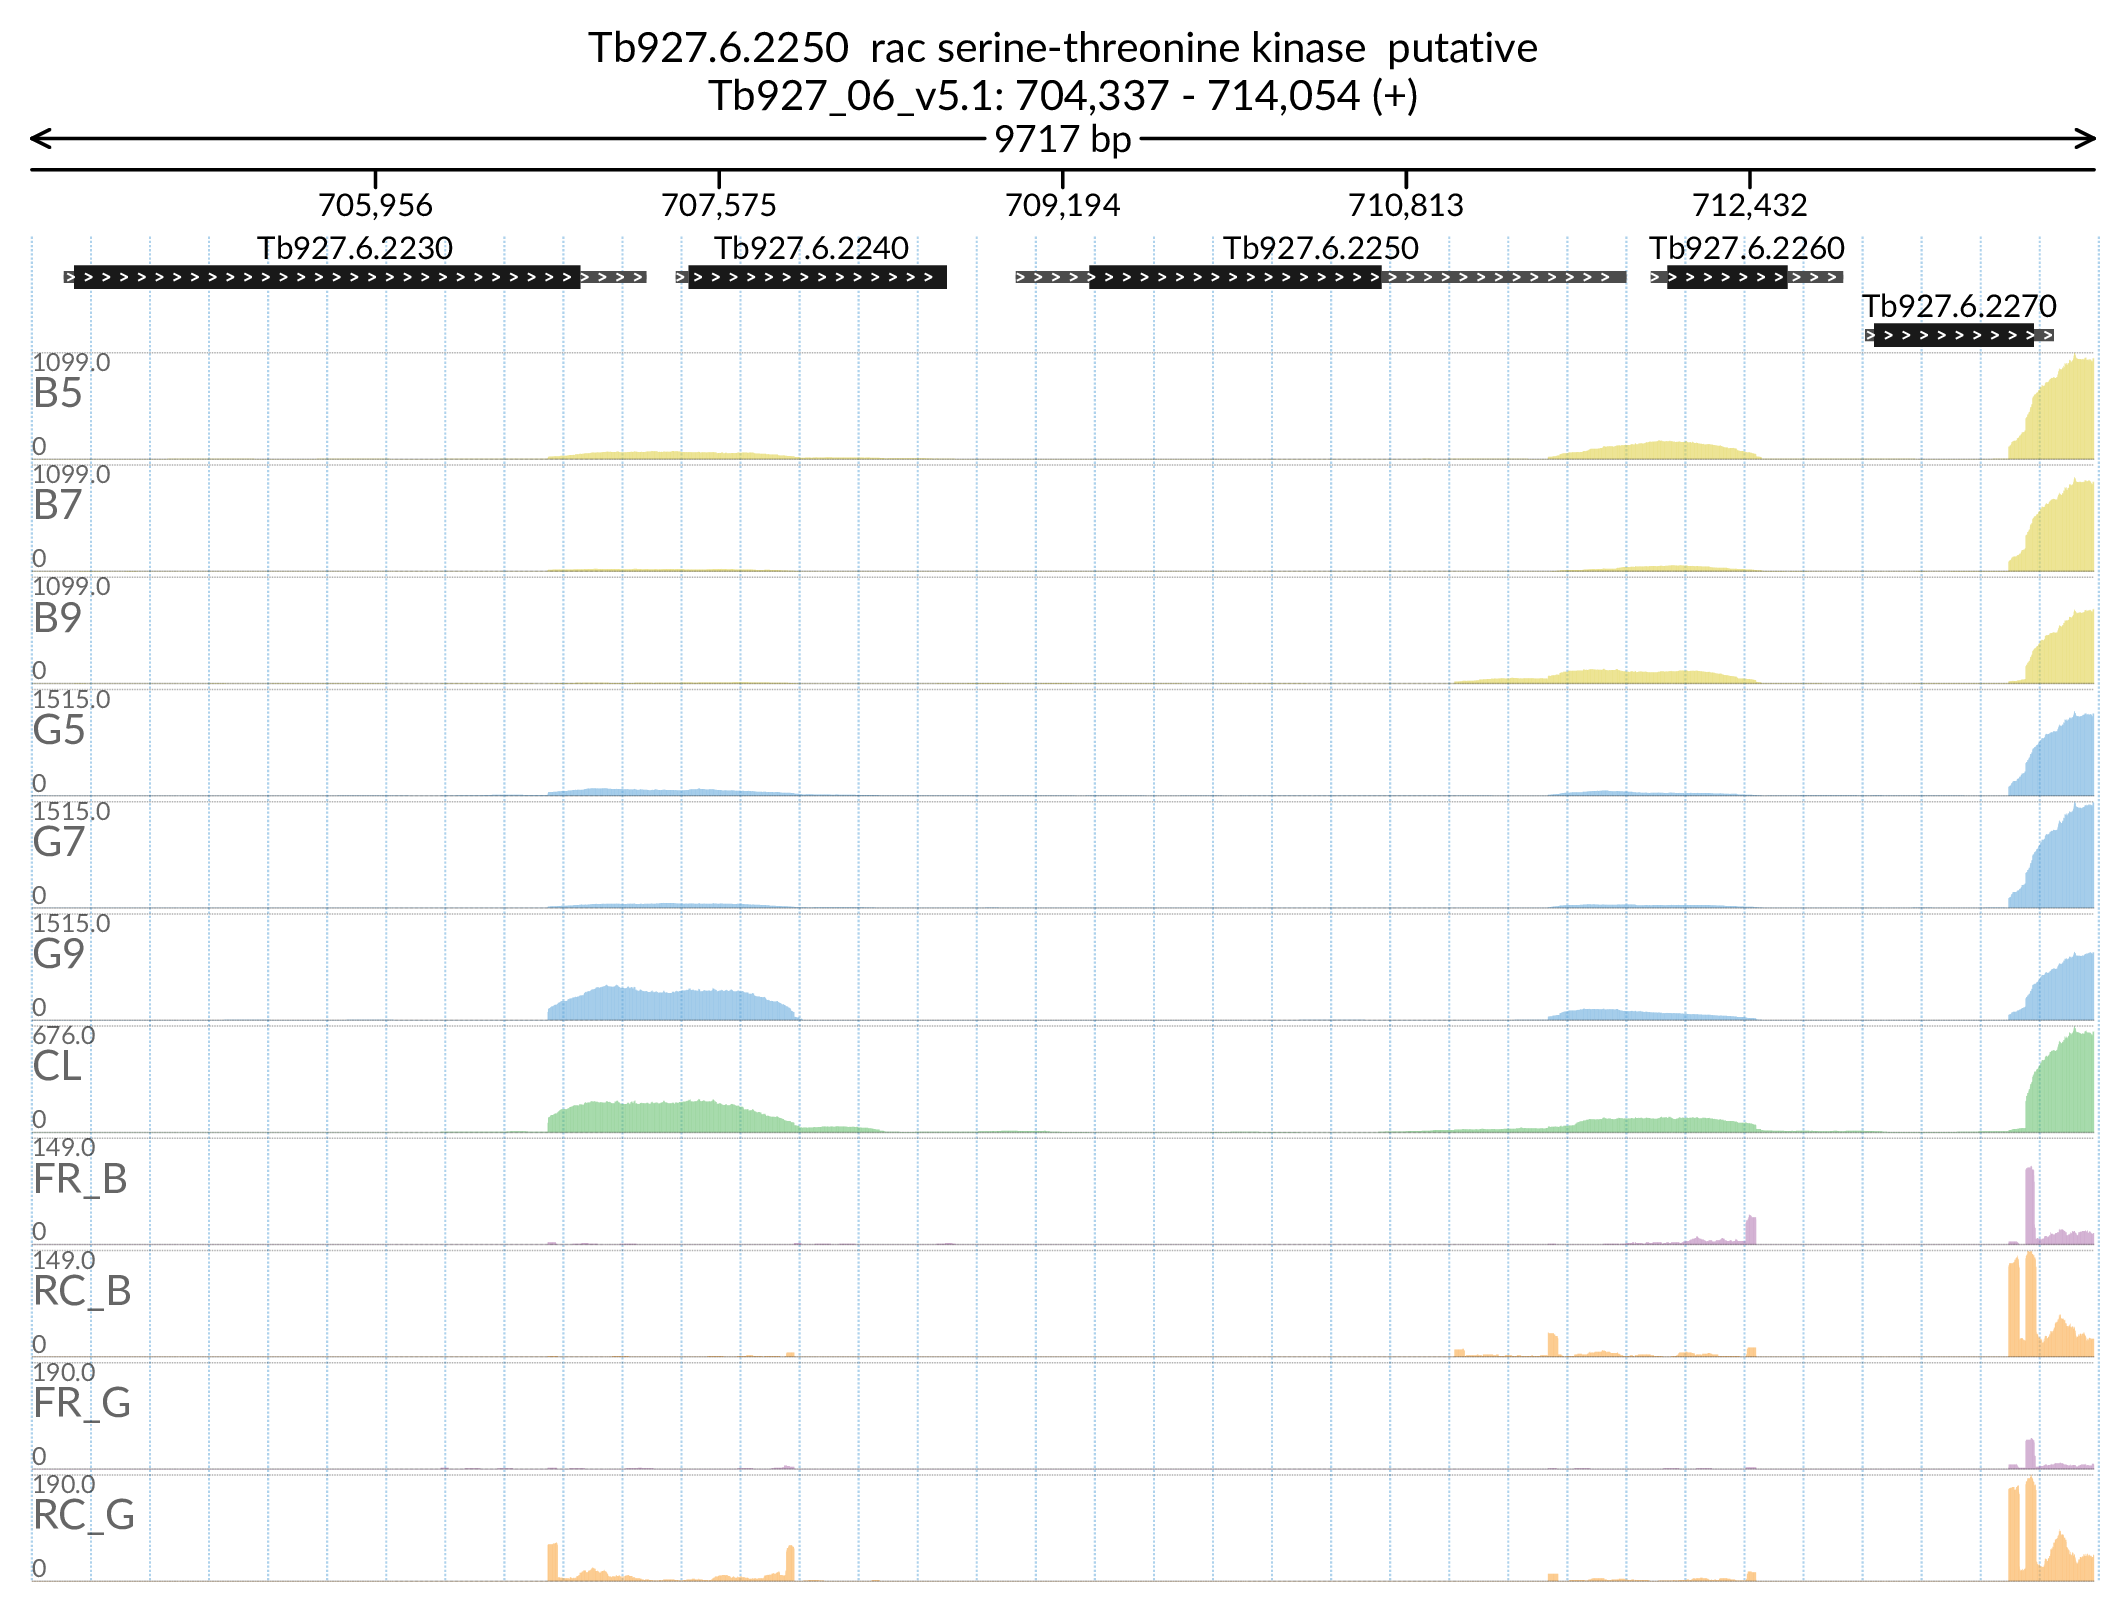 Tb927.6.2250  rac serine-threonine kinase  putative
Tb927_06_v5.1: 704,337 - 714,054 (+)
9717 bp
705,956 707,575 709,194 710,813 712,432
Tb927.6.2230 Tb927.6.2240 Tb927.6.2250 Tb927.6.2260
Tb927.6.2270
1099.0
B5
0
1099.0
B7
0
1099.0
B9
0
1515.0
G5
0
1515.0
G7
0
1515.0
G9
0
676.0
CL
0
149.0
FR_B
0
149.0
RC_B
0
190.0
FR_G
0
190.0
RC_G
0